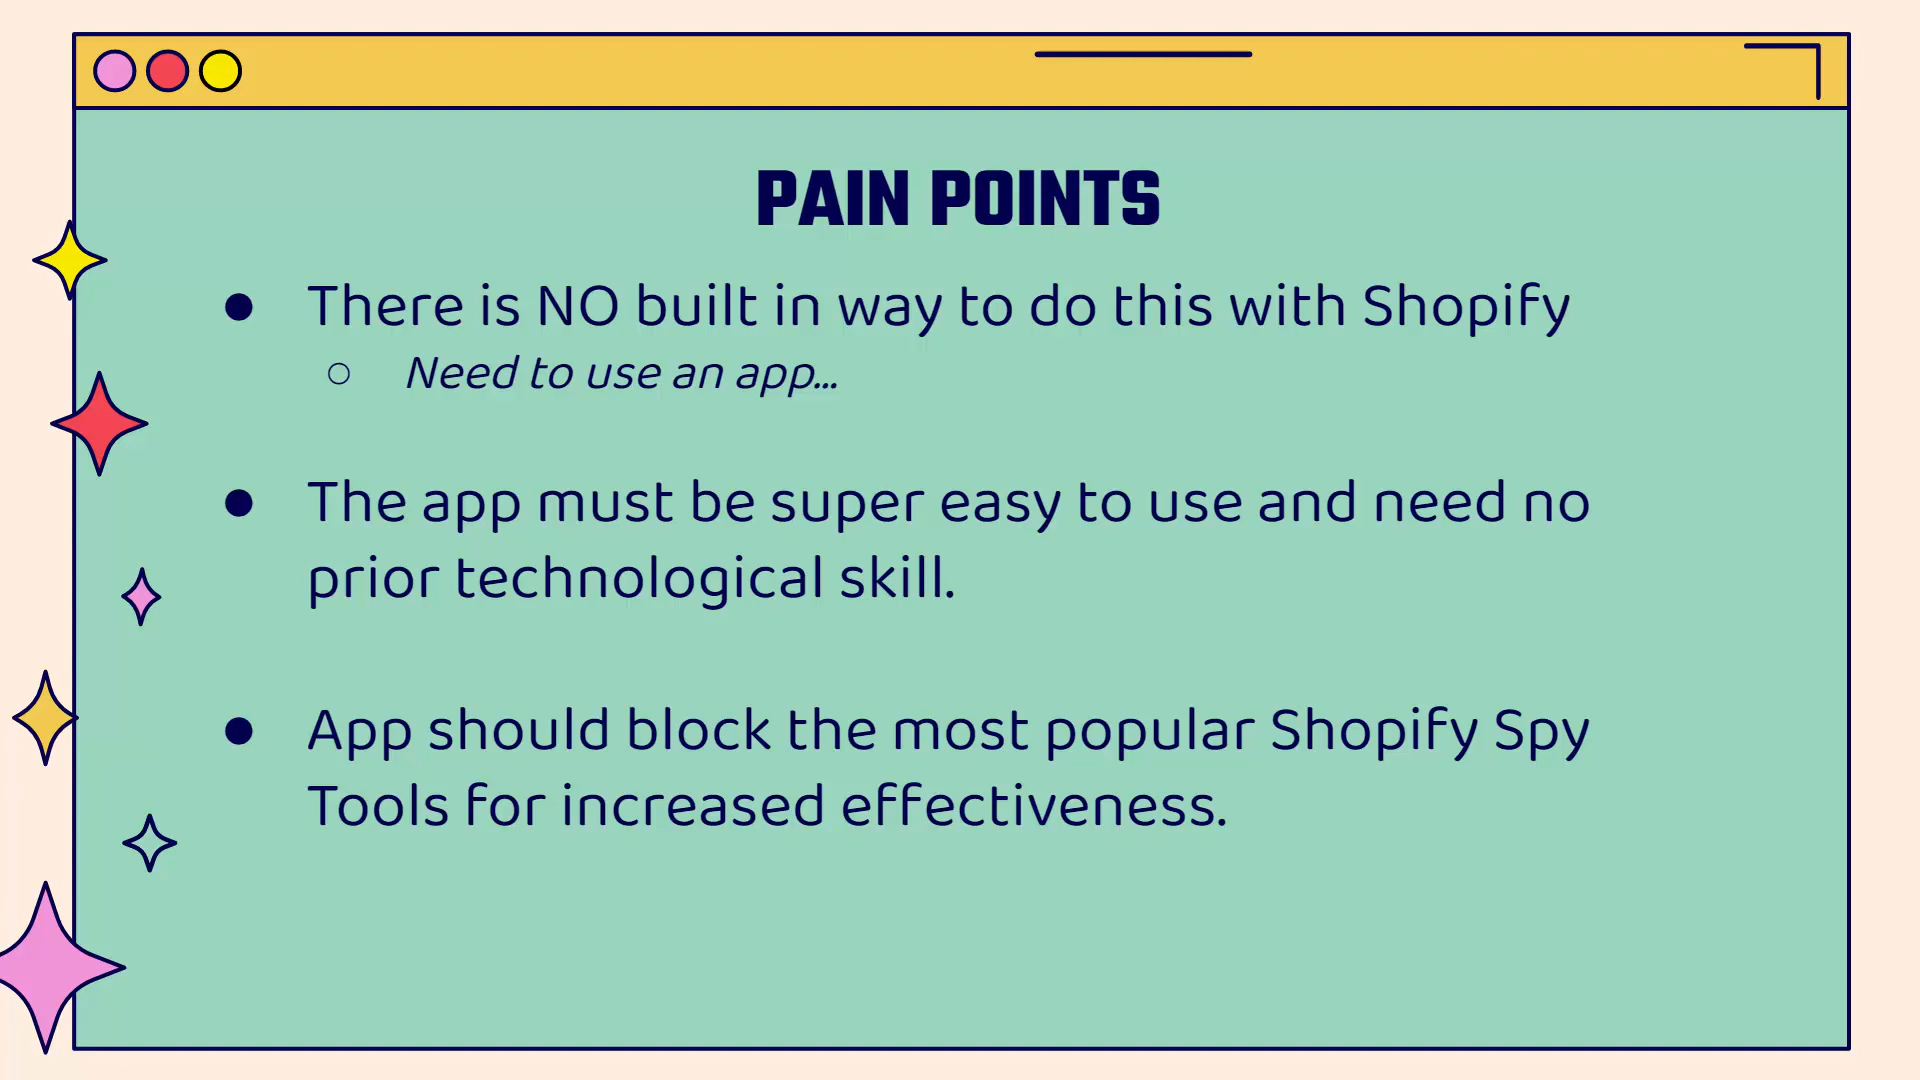 PAIN POINTS
● There is NO built in way to do this with Shopify
○ Need to use an app...
● The app must be super easy to use and need no
prior technological skill.
● App should block the most popular Shopify Spy
Tools for increased effectiveness.